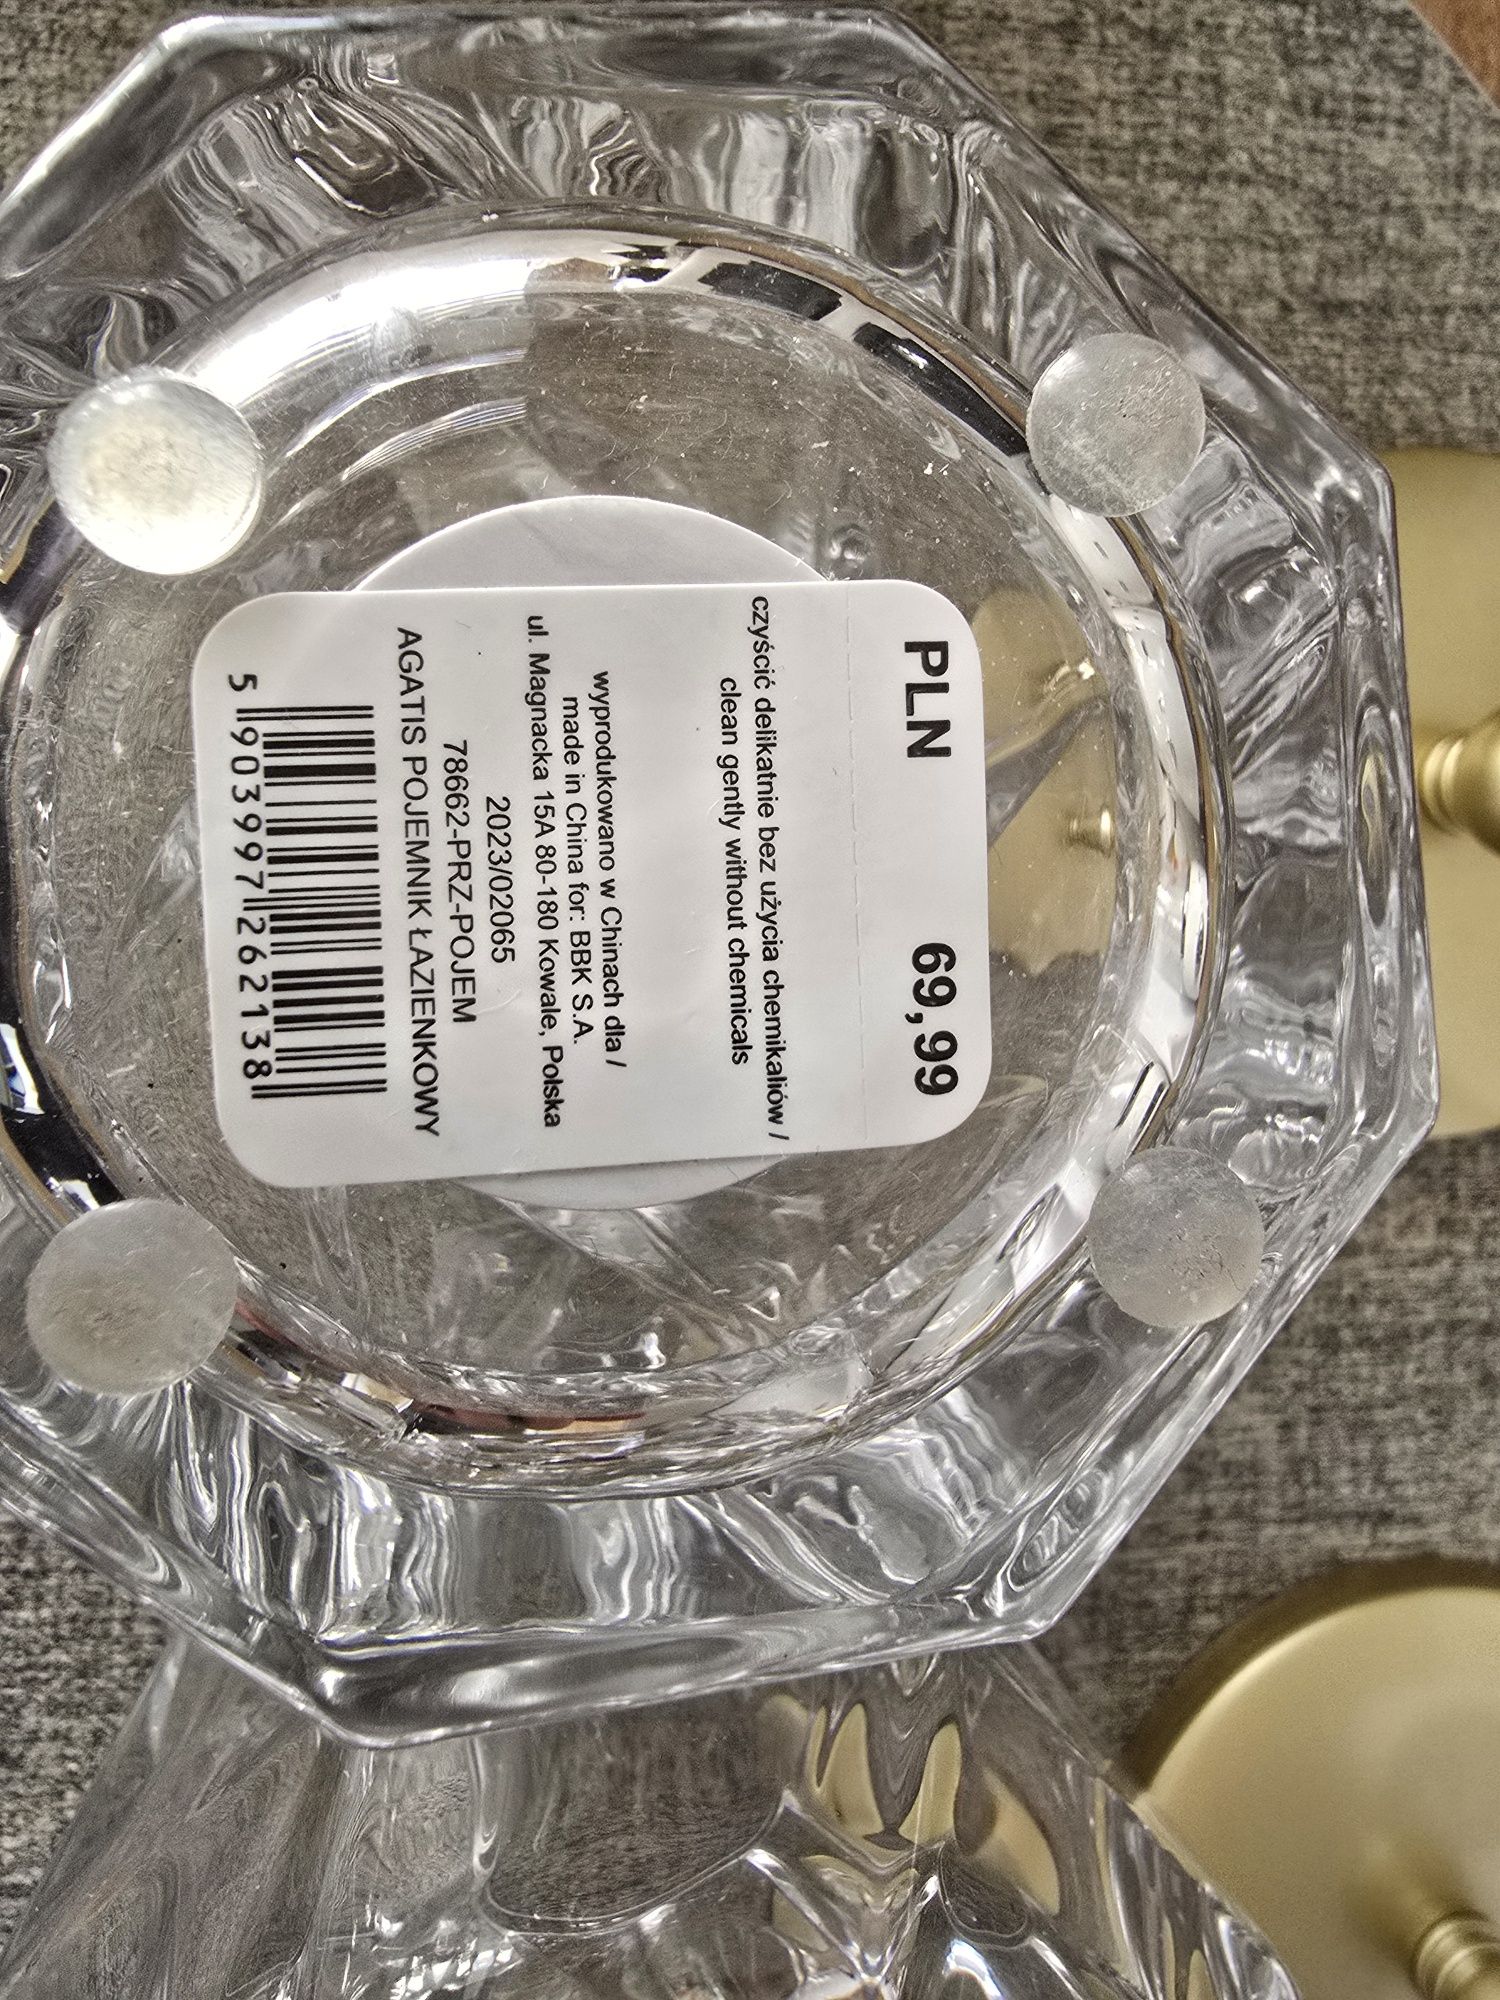 PLN 69,99
czyścić delikatnie bez użycia chemikaliów /
clean gently without chemicals
wyprodukowano w Chinach dla /
made in China for: BBK S.A.
ul. Magnacka 15A 80-180 Kowale, Polska
2023/02065
78662-PRZ-POJEM
AGATIS POJEMNIK ŁAZIENKOWY
5 903997 262138